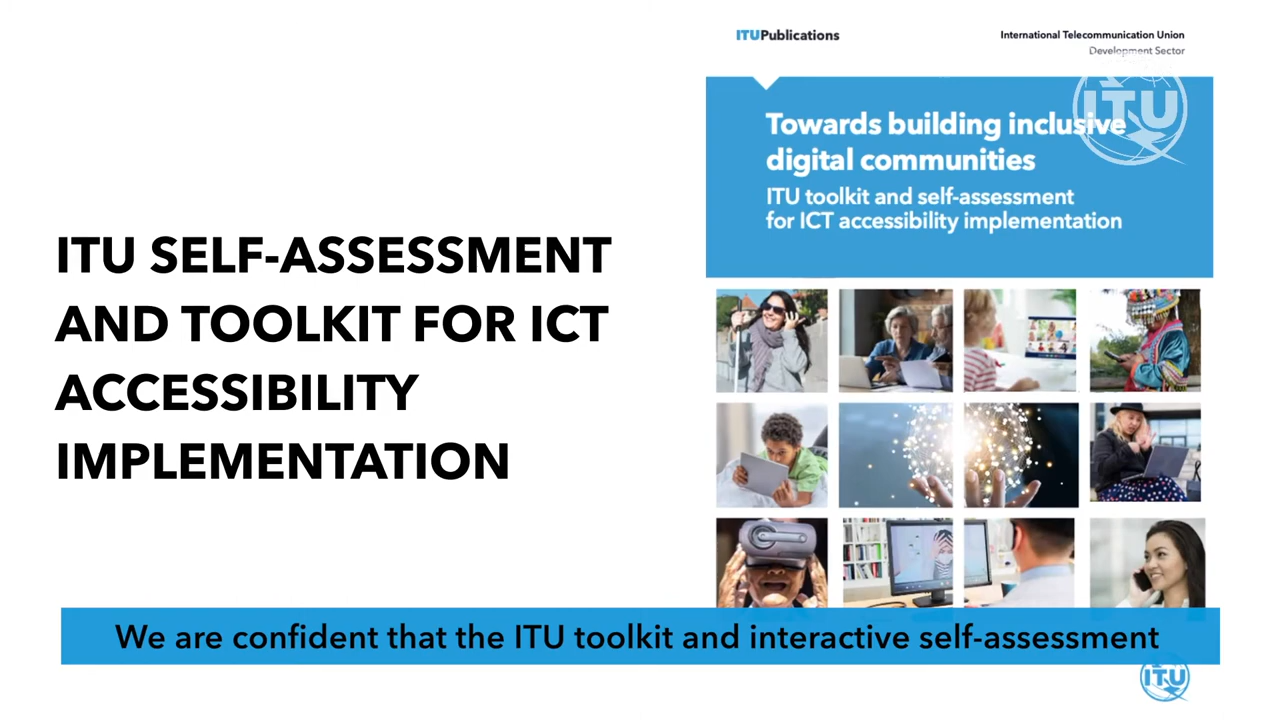 ITU SELF-ASSESSMENT
AND TOOLKIT FOR ICT
ACCESSIBILITY
IMPLEMENTATION
ITUPublications
International Telecommunication Union
Development Sector
ITU
Towards building inclusive
digital communities
ITU toolkit and self-assessment
for ICT accessibility implementation
We are confident that the ITU toolkit and interactive self-assessment
ITU